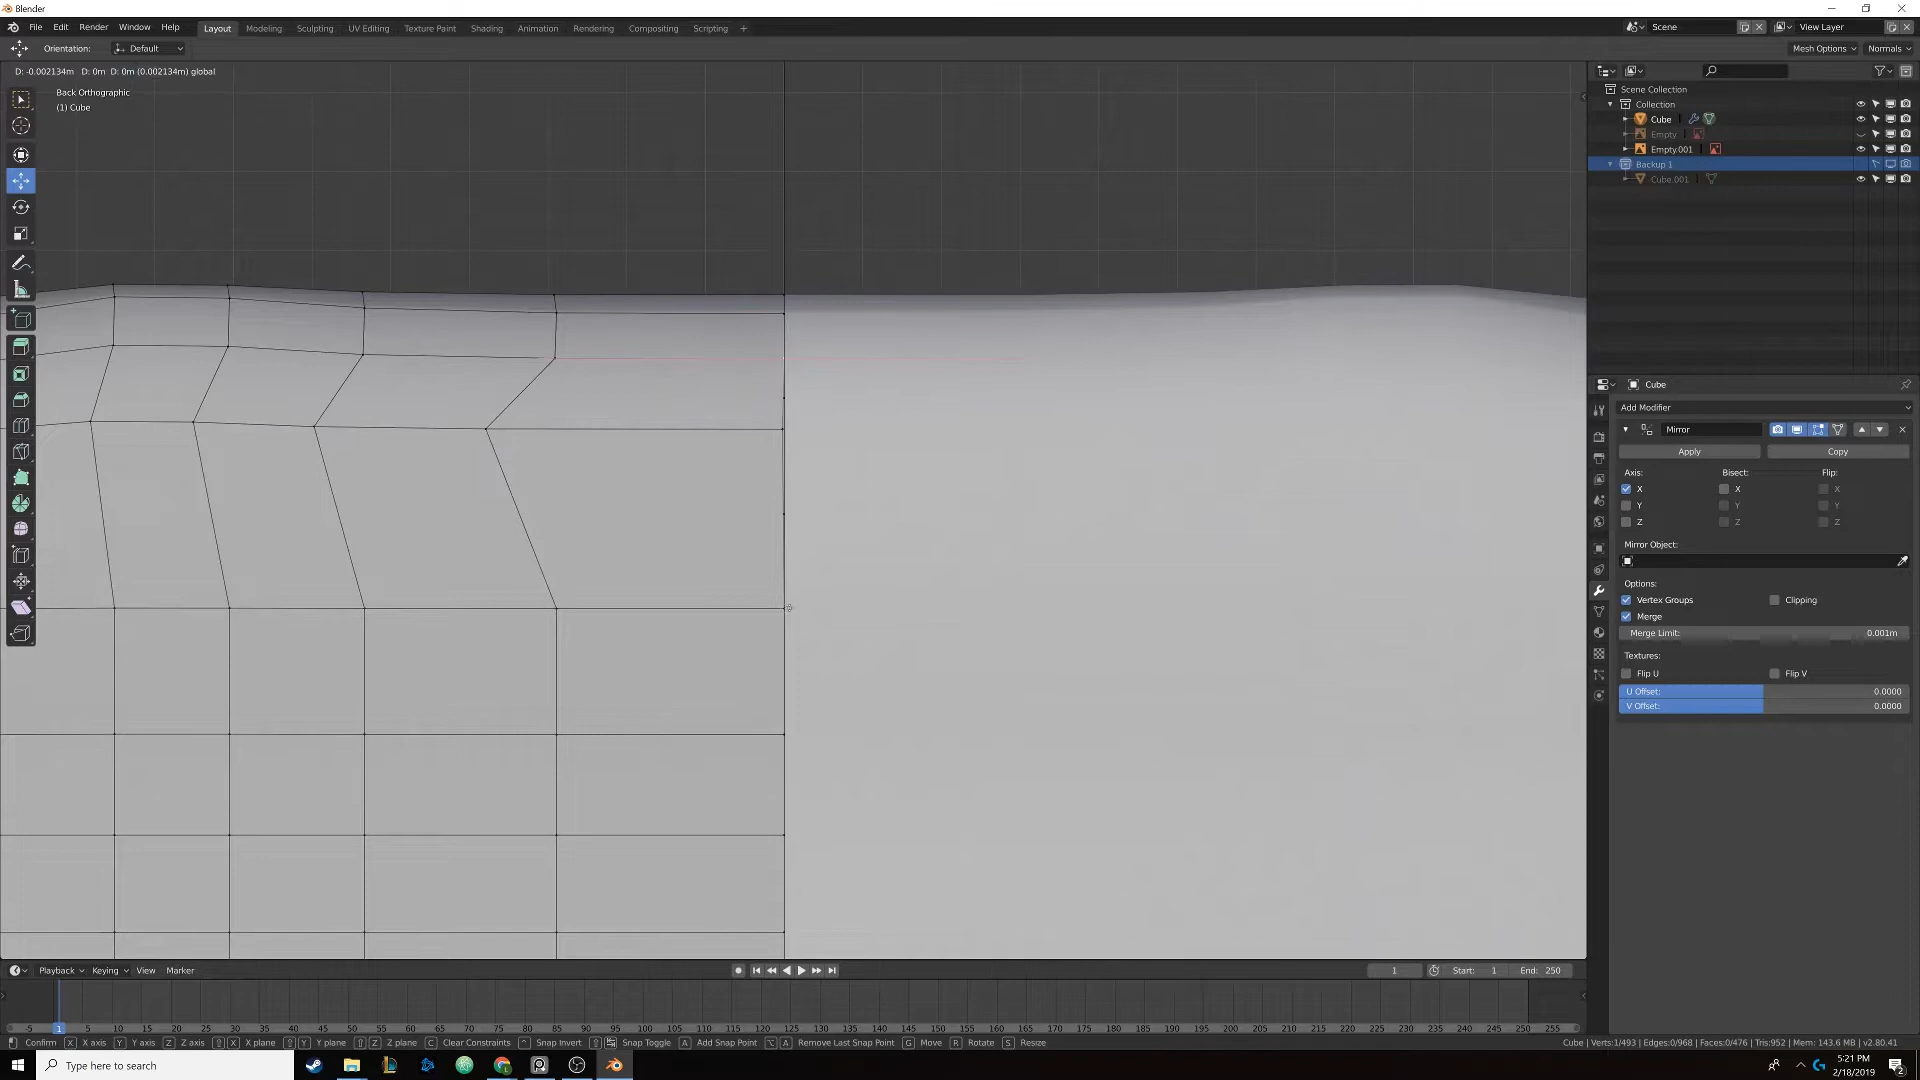 Blender
File Edit Render Window Help Layout Modeling Sculpting UV Editing Texture Paint Shading Animation Rendering Compositing Scripting + Scene View Layer
Orientation: Default Mesh Options Normals
D: -0.002134m D: 0m D: 0m (0.002134m) global
Back Orthographic
(1) Cube
Scene Collection
Collection
Cube
Empty
Empty.001
Backup 1
Cube.001
Cube
Add Modifier
Mirror
Apply Copy
Axis: Bisect: Flip:
X X X
Y Y Y
Z Z Z
Mirror Object:
Options:
Vertex Groups Clipping
Merge
Merge Limit: 0.001m
Textures:
Flip U Flip V
U Offset: 0.0000
V Offset: 0.0000
Playback Keying View Marker 1 Start: 1 End: 250
-5 1 5 10 15 20 25 30 35 40 45 50 55 60 65 70 75 80 85 90 95 100 105 110 115 120 125 130 135 140 145 150 155 160 165 170 175 180 185 190 195 200 205 210 215 220 225 230 235 240 245 250 255
Confirm X X axis Y Y axis Z Z axis X X plane Y Y plane Z Z plane C Clear Constraints Snap Invert Snap Toggle A Add Snap Point A Remove Last Snap Point G Move R Rotate S Resize Cube | Verts:1/493 | Edges:0/968 | Faces:0/476 | Tris:952 | Mem: 143.6 MB | v2.80.41
Type here to search
5:21 PM
2/18/2019
2